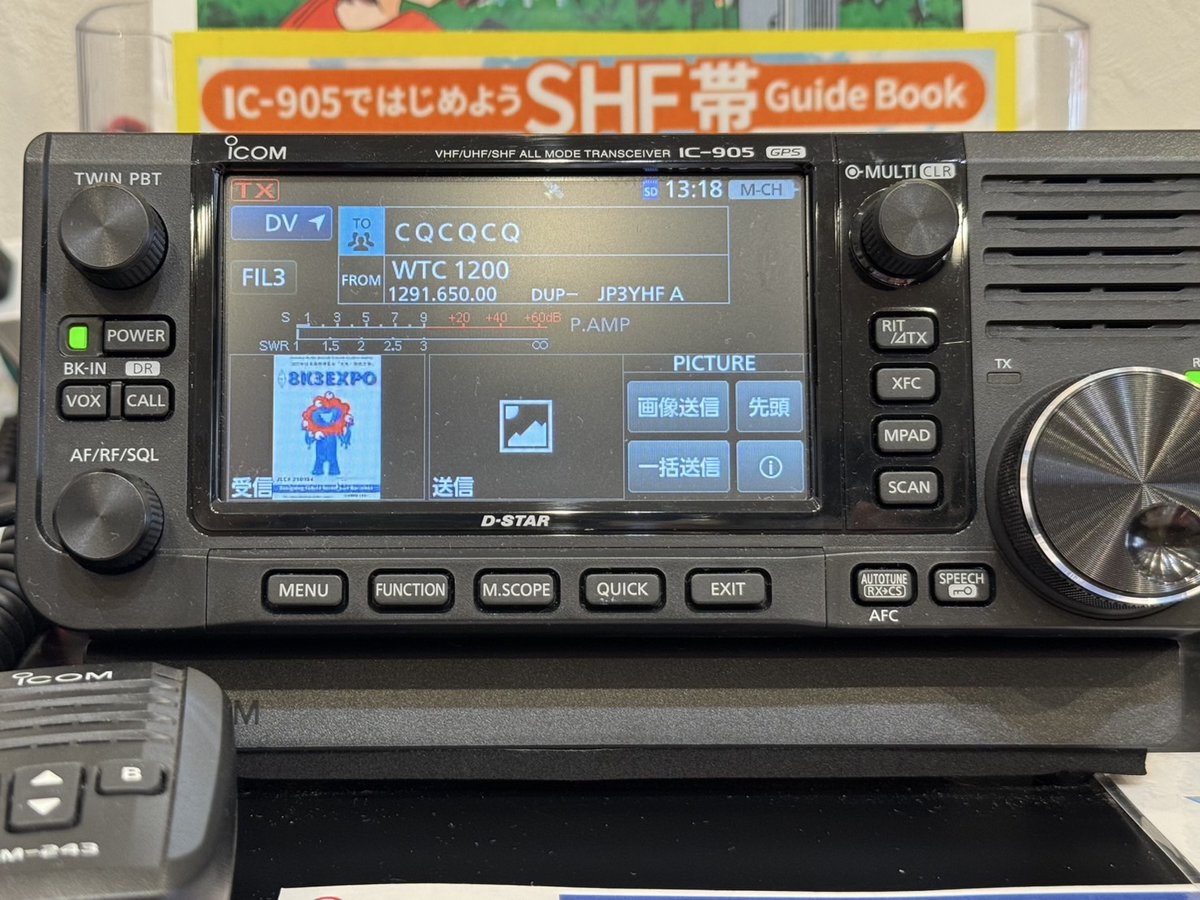 IC-905ではじめよう SHF帯 Guide Book
ICOM
VHF/UHF/SHF ALL MODE TRANSCEIVER IC-905 GPS
TWIN PBT
MULTI CLR
TX
SD 13:18 M-CH
DV
TO
CQCQCQ
FIL3
FROM
WTC 1200
1291.650.00 DUP– JP3YHF A
S 1 3 5 7 9 +20 +40 +60dB
P.AMP
SWR 1 1.5 2 2.5 3 ∞
8K3EXPO
受信
送信
PICTURE
画像送信
先頭
一括送信
D-STAR
POWER
BK-IN DR
VOX
CALL
AF/RF/SQL
RIT
/⊿TX
XFC
MPAD
SCAN
TX
R
MENU
FUNCTION
M.SCOPE
QUICK
EXIT
AUTOTUNE
RX→CS
AFC
SPEECH
ICOM
M
B
M-243